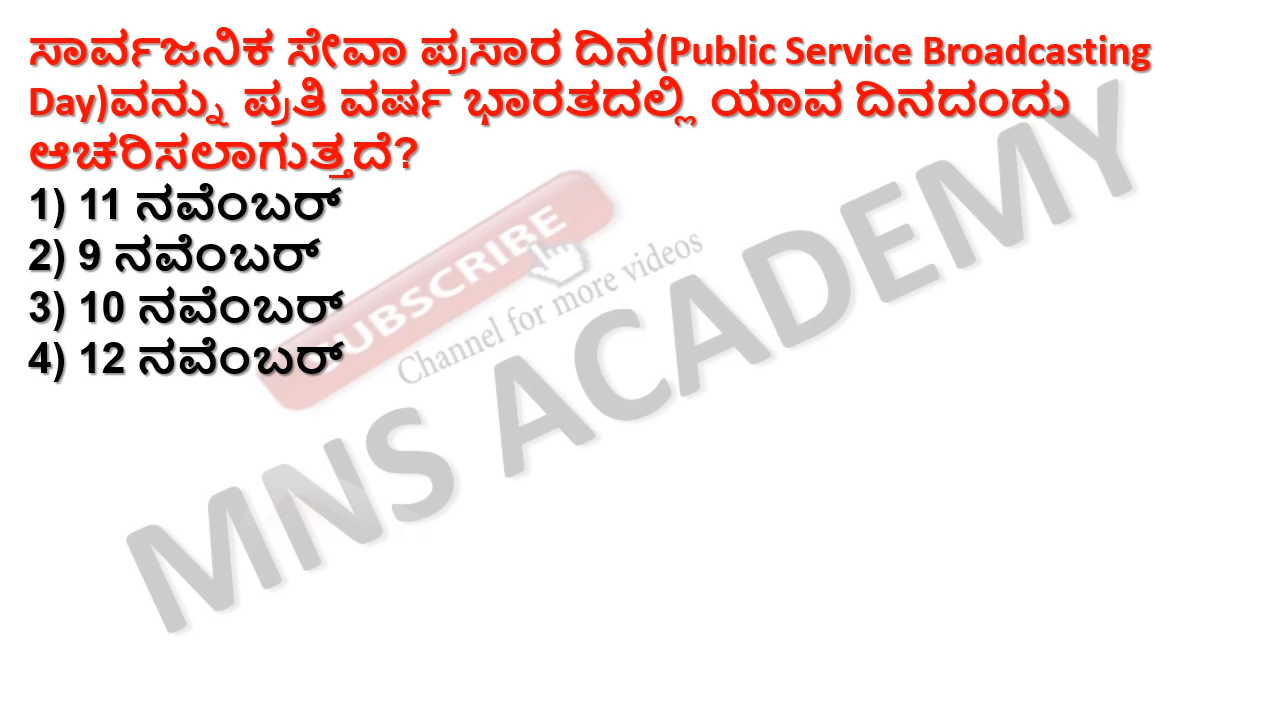 ಸಾರ್ವಜನಿಕ ಸೇವಾ ಪ್ರಸಾರ ದಿನ(Public Service Broadcasting
Day)ವನ್ನು ಪ್ರತಿ ವರ್ಷ ಭಾರತದಲ್ಲಿ ಯಾವ ದಿನದಂದು
ಆಚರಿಸಲಾಗುತ್ತದೆ?
1) 11 ನವೆಂಬರ್
2) 9 ನವೆಂಬರ್
3) 10 ನವೆಂಬರ್
4) 12 ನವೆಂಬರ್
SUBSCRIBE
Channel for more videos
MNS ACADEMY